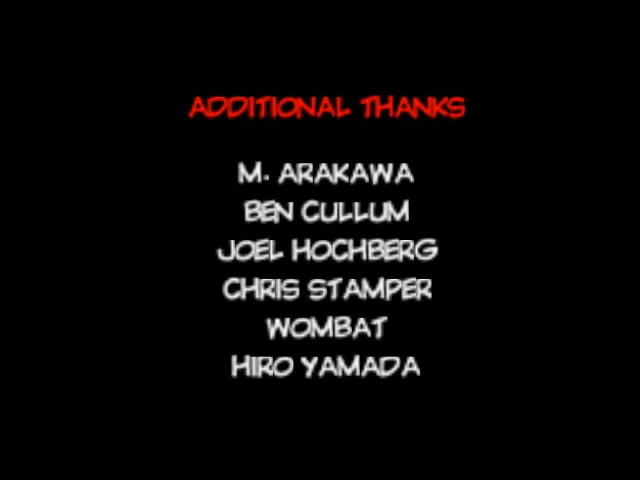 ADDITIONAL THANKS
M. ARAKAWA
BEN CULLUM
JOEL HOCHBERG
CHRIS STAMPER
WOMBAT
HIRO YAMADA